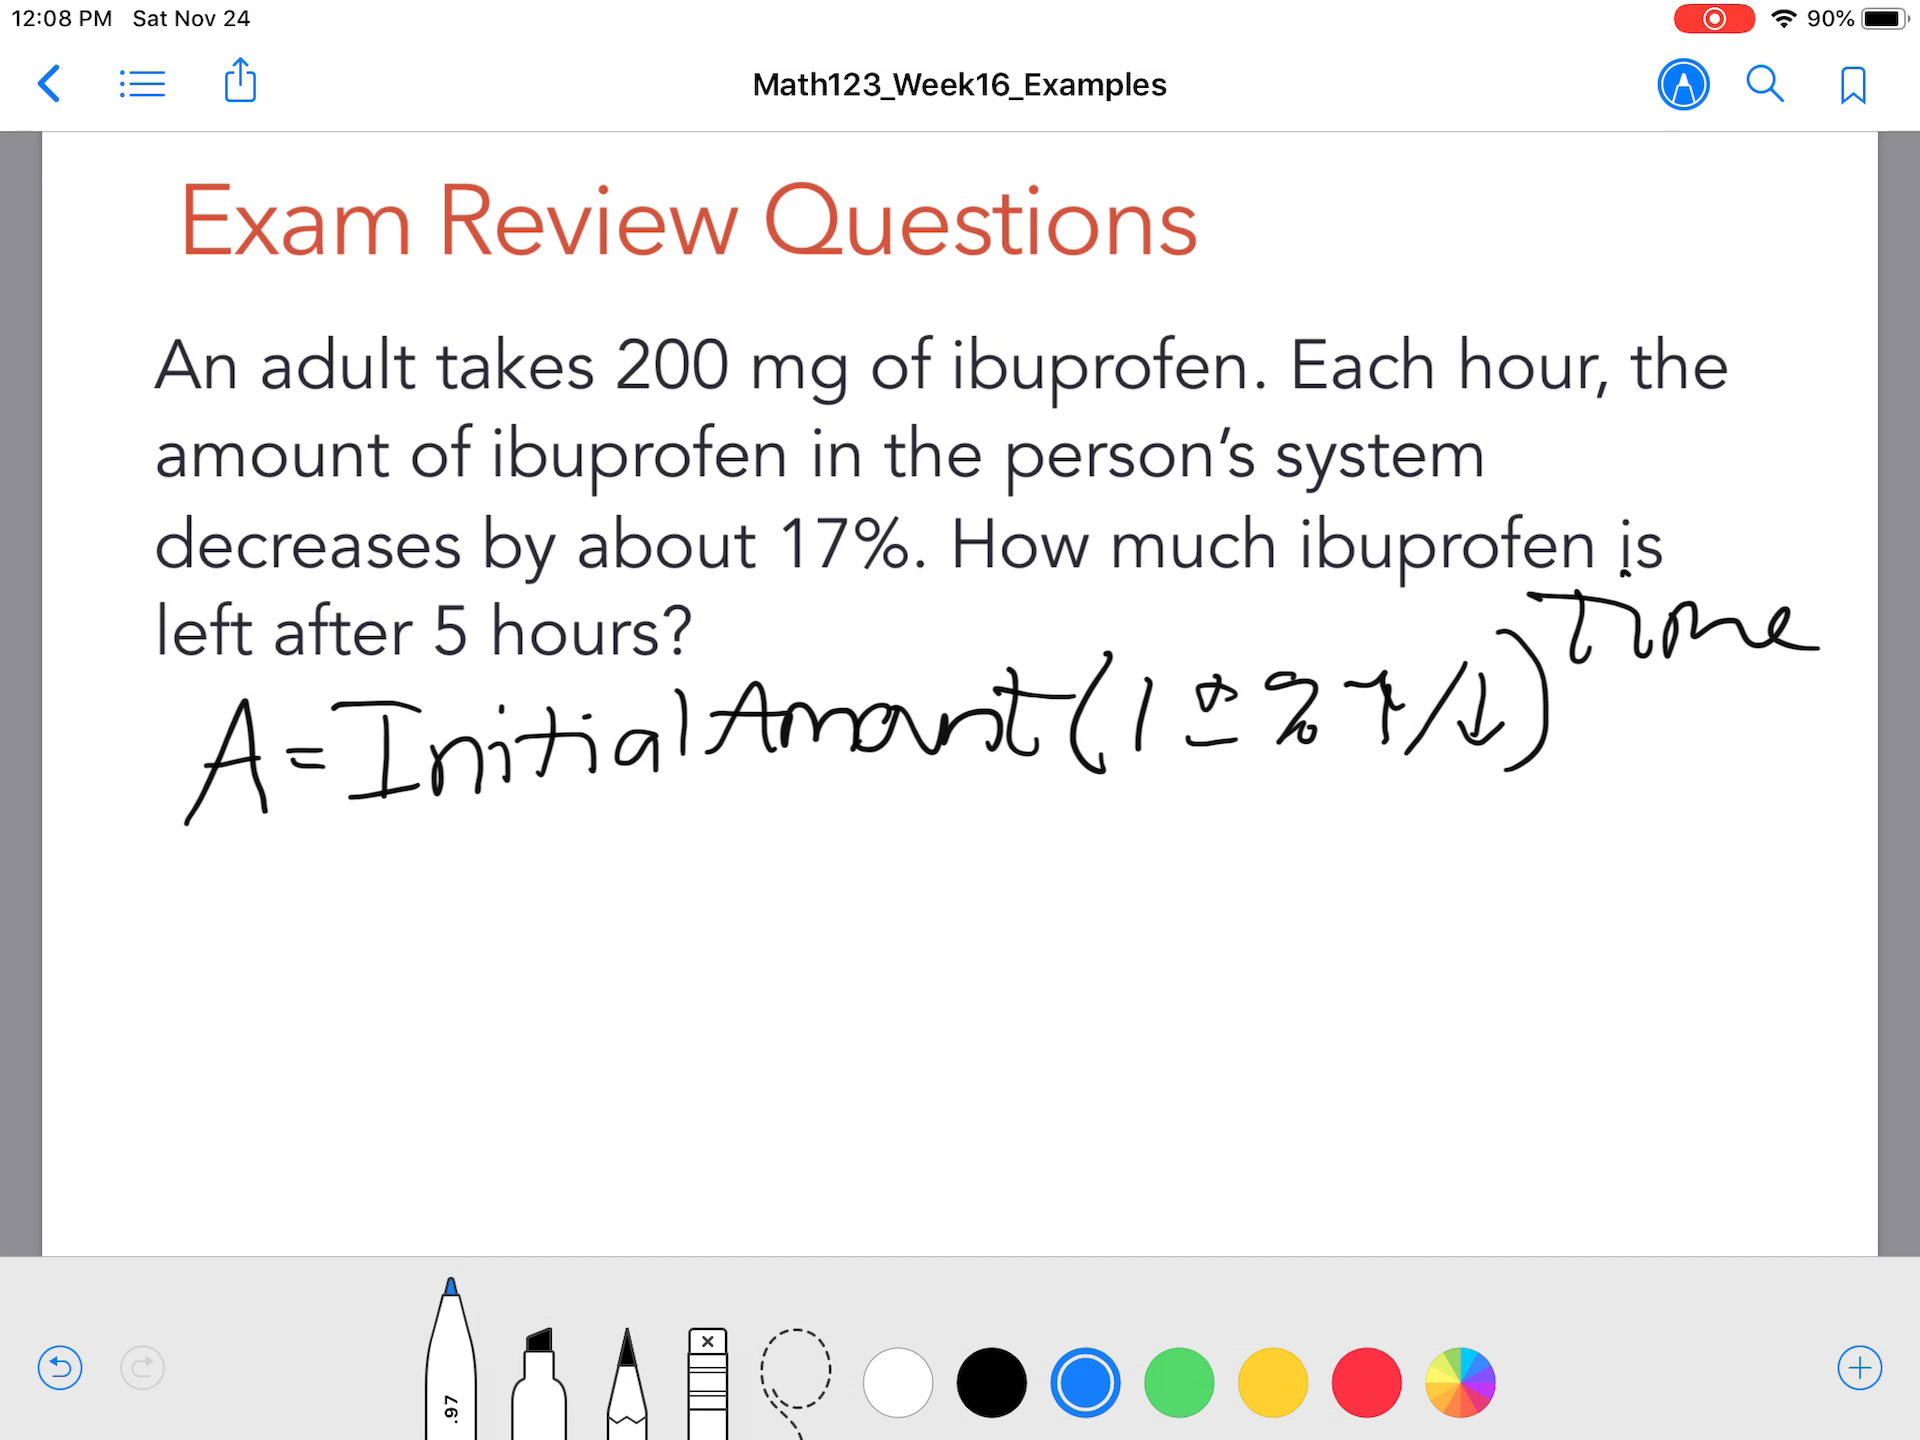 12:08 PM Sat Nov 24 90%
Math123_Week16_Examples
Exam Review Questions
An adult takes 200 mg of ibuprofen. Each hour, the
amount of ibuprofen in the person's system
decreases by about 17%. How much ibuprofen is
left after 5 hours?
A = Initial Amount (1 ± % ↑/↓)^Time
.97